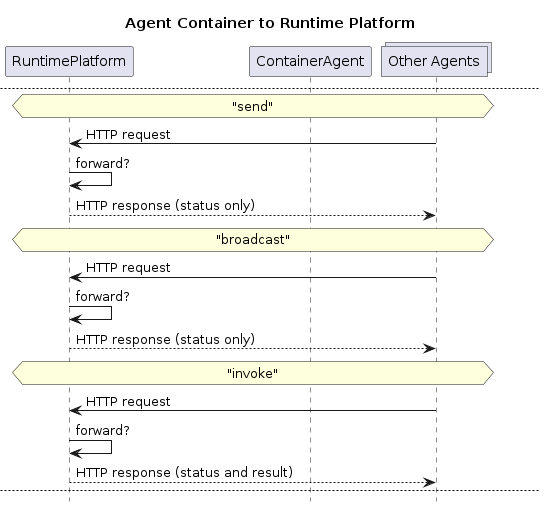 Agent Container to Runtime Platform
RuntimePlatform
ContainerAgent
Other Agents
"send"
HTTP request
forward?
HTTP response (status only)
"broadcast"
HTTP request
forward?
HTTP response (status only)
"invoke"
HTTP request
forward?
HTTP response (status and result)